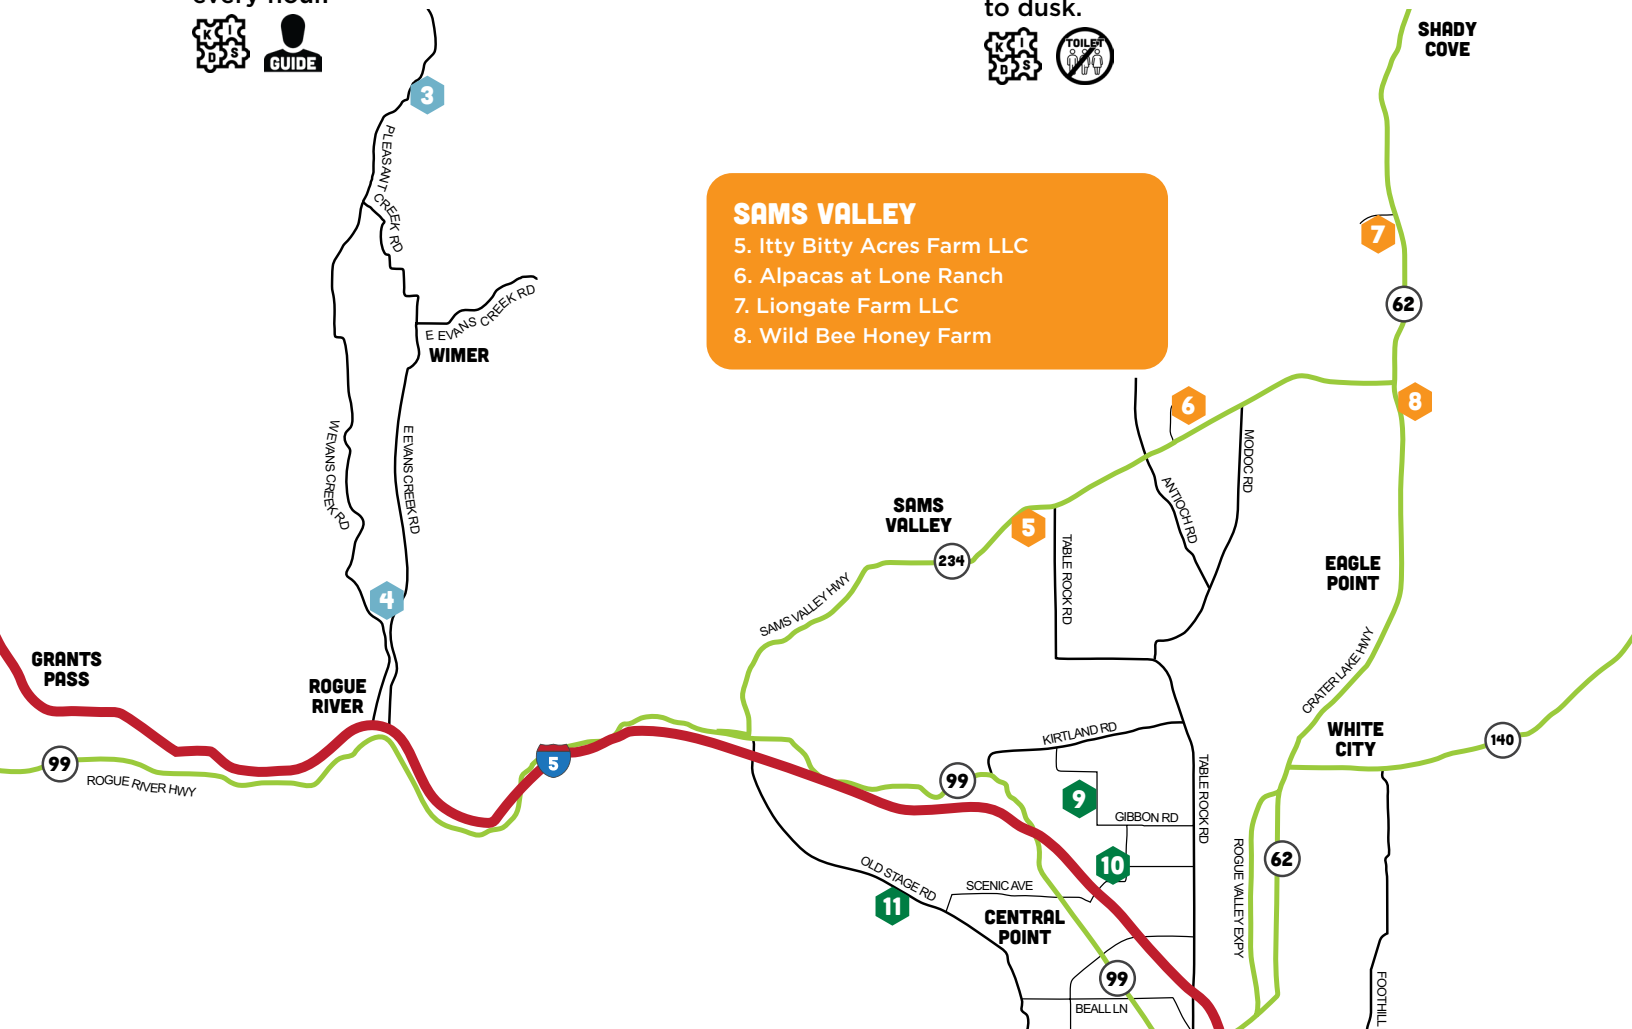 every hour.
KIDS
GUIDE
to dusk.
KIDS
TOILET
SHADY
COVE
3
PLEASANT CREEK RD
SAMS VALLEY
5. Itty Bitty Acres Farm LLC
6. Alpacas at Lone Ranch
7. Liongate Farm LLC
8. Wild Bee Honey Farm
7
62
E EVANS CREEK RD
WIMER
6
8
W EVANS CREEK RD
E EVANS CREEK RD
MODOC RD
ANTIOCH RD
SAMS
VALLEY
5
234
TABLE ROCK RD
EAGLE
POINT
4
SAMS VALLEY HWY
CRATER LAKE HWY
GRANTS
PASS
ROGUE
RIVER
KIRTLAND RD
WHITE
CITY
140
99
ROGUE RIVER HWY
5
99
9
TABLE ROCK RD
GIBBON RD
10
62
ROGUE VALLEY EXPY
OLD STAGE RD
SCENIC AVE
11
CENTRAL
POINT
99
BEALL LN
FOOTHILL